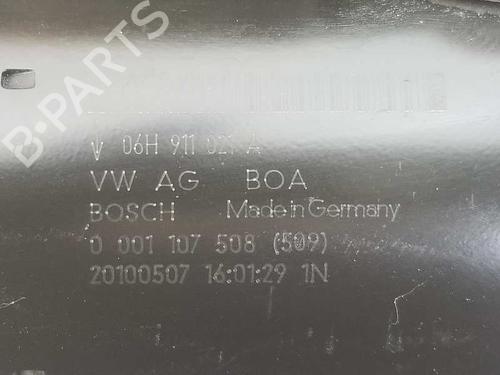 B-PARTS
V 06H 911 021 A
VW AG BOA
BOSCH Made in Germany
0 001 107 508 (509)
20100507 16:01:29 1N